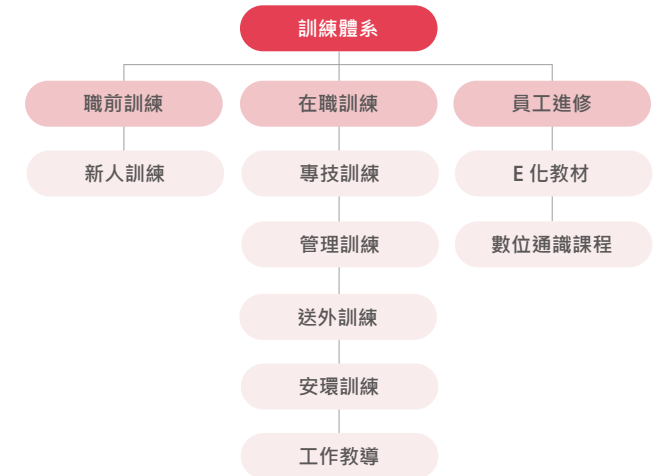 訓練體系
職前訓練
在職訓練
員工進修
新人訓練
專技訓練
E 化教材
管理訓練
數位通識課程
送外訓練
安環訓練
工作教導